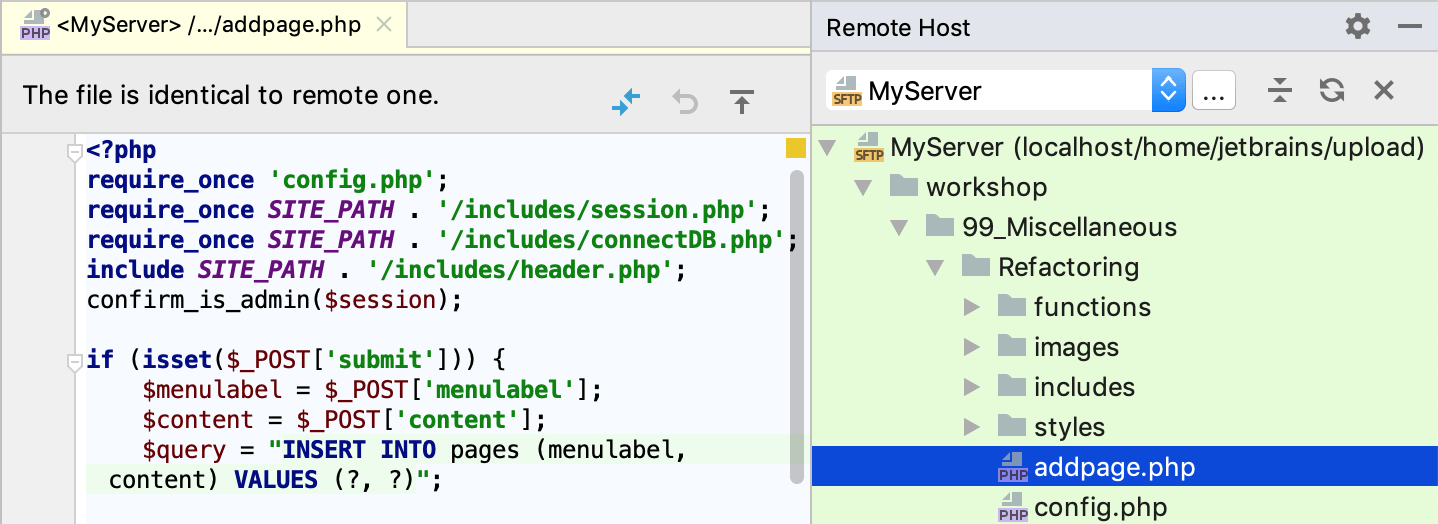 PHP <MyServer> /.../addpage.php
The file is identical to remote one.
<?php
require_once 'config.php';
require_once SITE_PATH . '/includes/session.php';
require_once SITE_PATH . '/includes/connectDB.php';
include SITE_PATH . '/includes/header.php';
confirm_is_admin($session);
if (isset($_POST['submit'])) {
$menulabel = $_POST['menulabel'];
$content = $_POST['content'];
$query = "INSERT INTO pages (menulabel,
content) VALUES (?, ?)";
Remote Host
SFTP MyServer ...
SFTP MyServer (localhost/home/jetbrains/upload)
workshop
99_Miscellaneous
Refactoring
functions
images
includes
styles
PHP addpage.php
PHP config.php